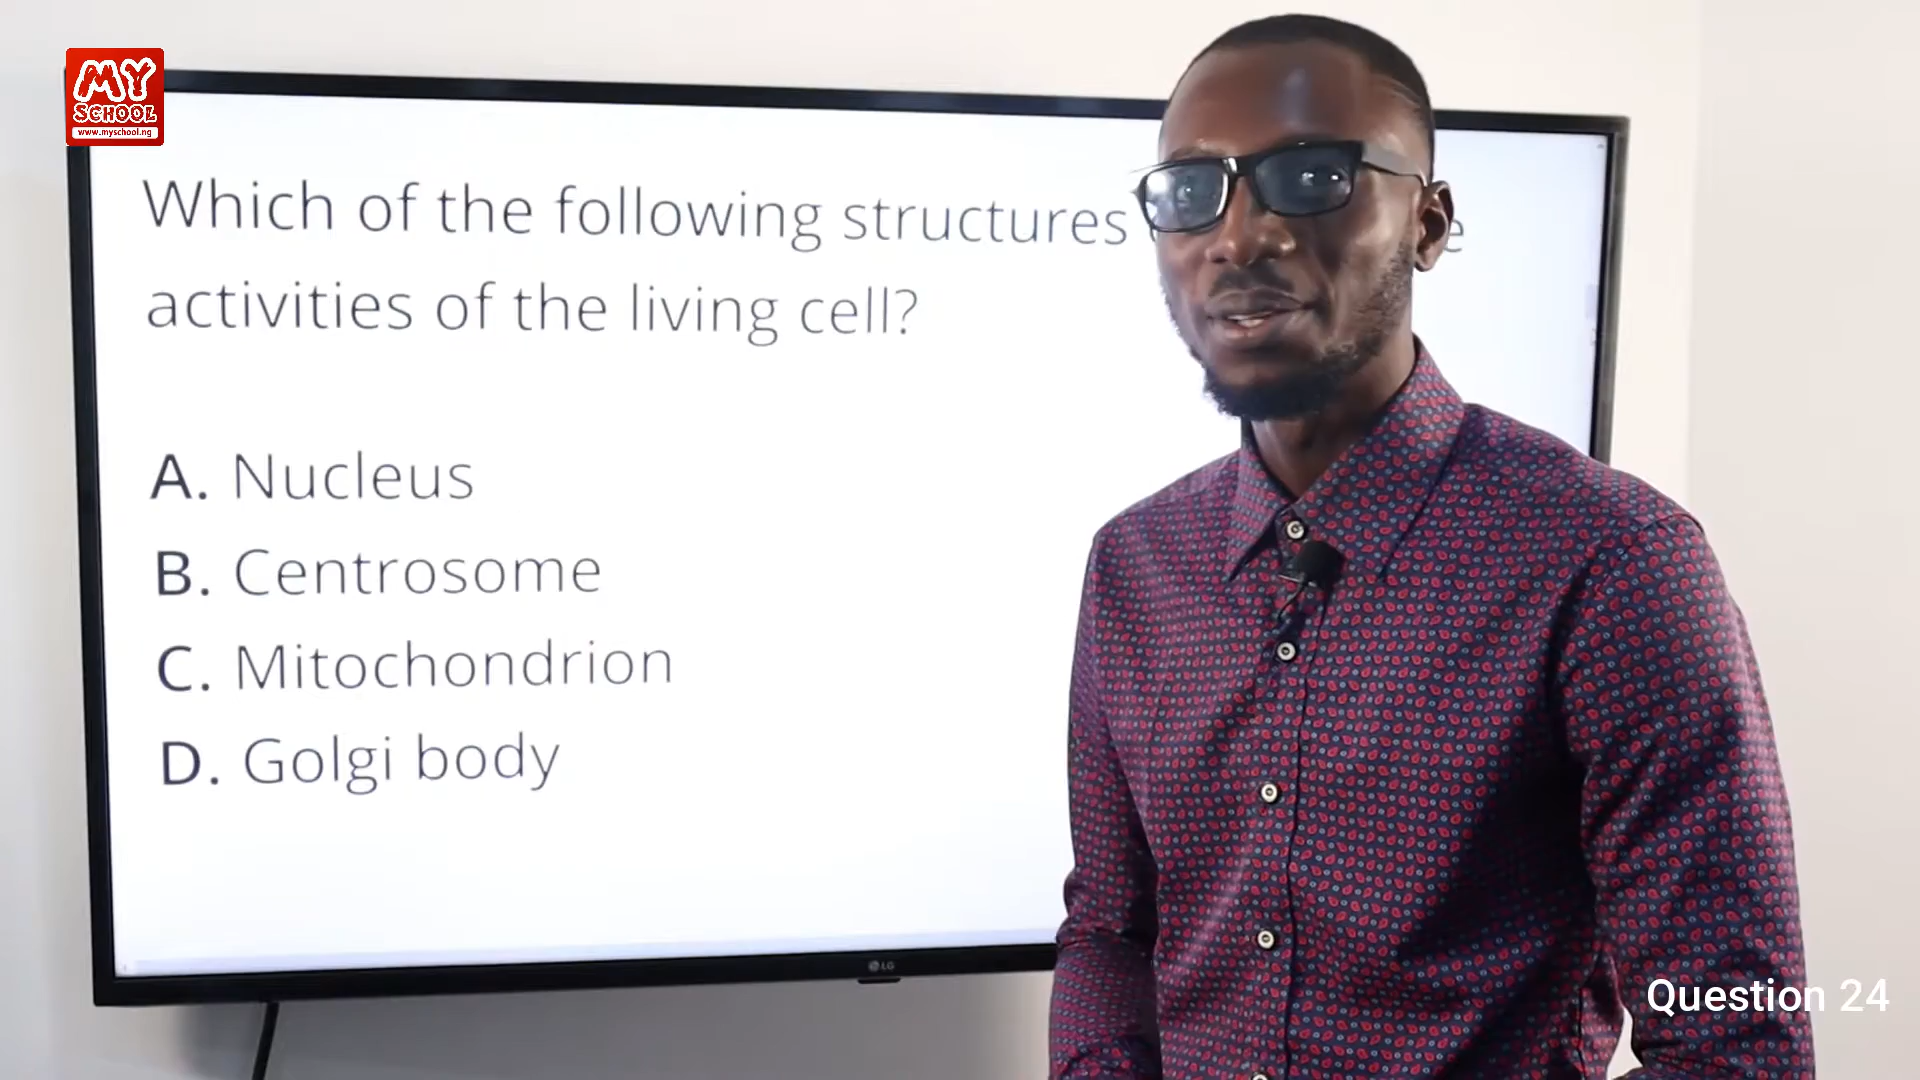 MY
SCHOOL
www.myschool.ng
Which of the following structures
activities of the living cell?
A. Nucleus
B. Centrosome
C. Mitochondrion
D. Golgi body
LG
Question 24